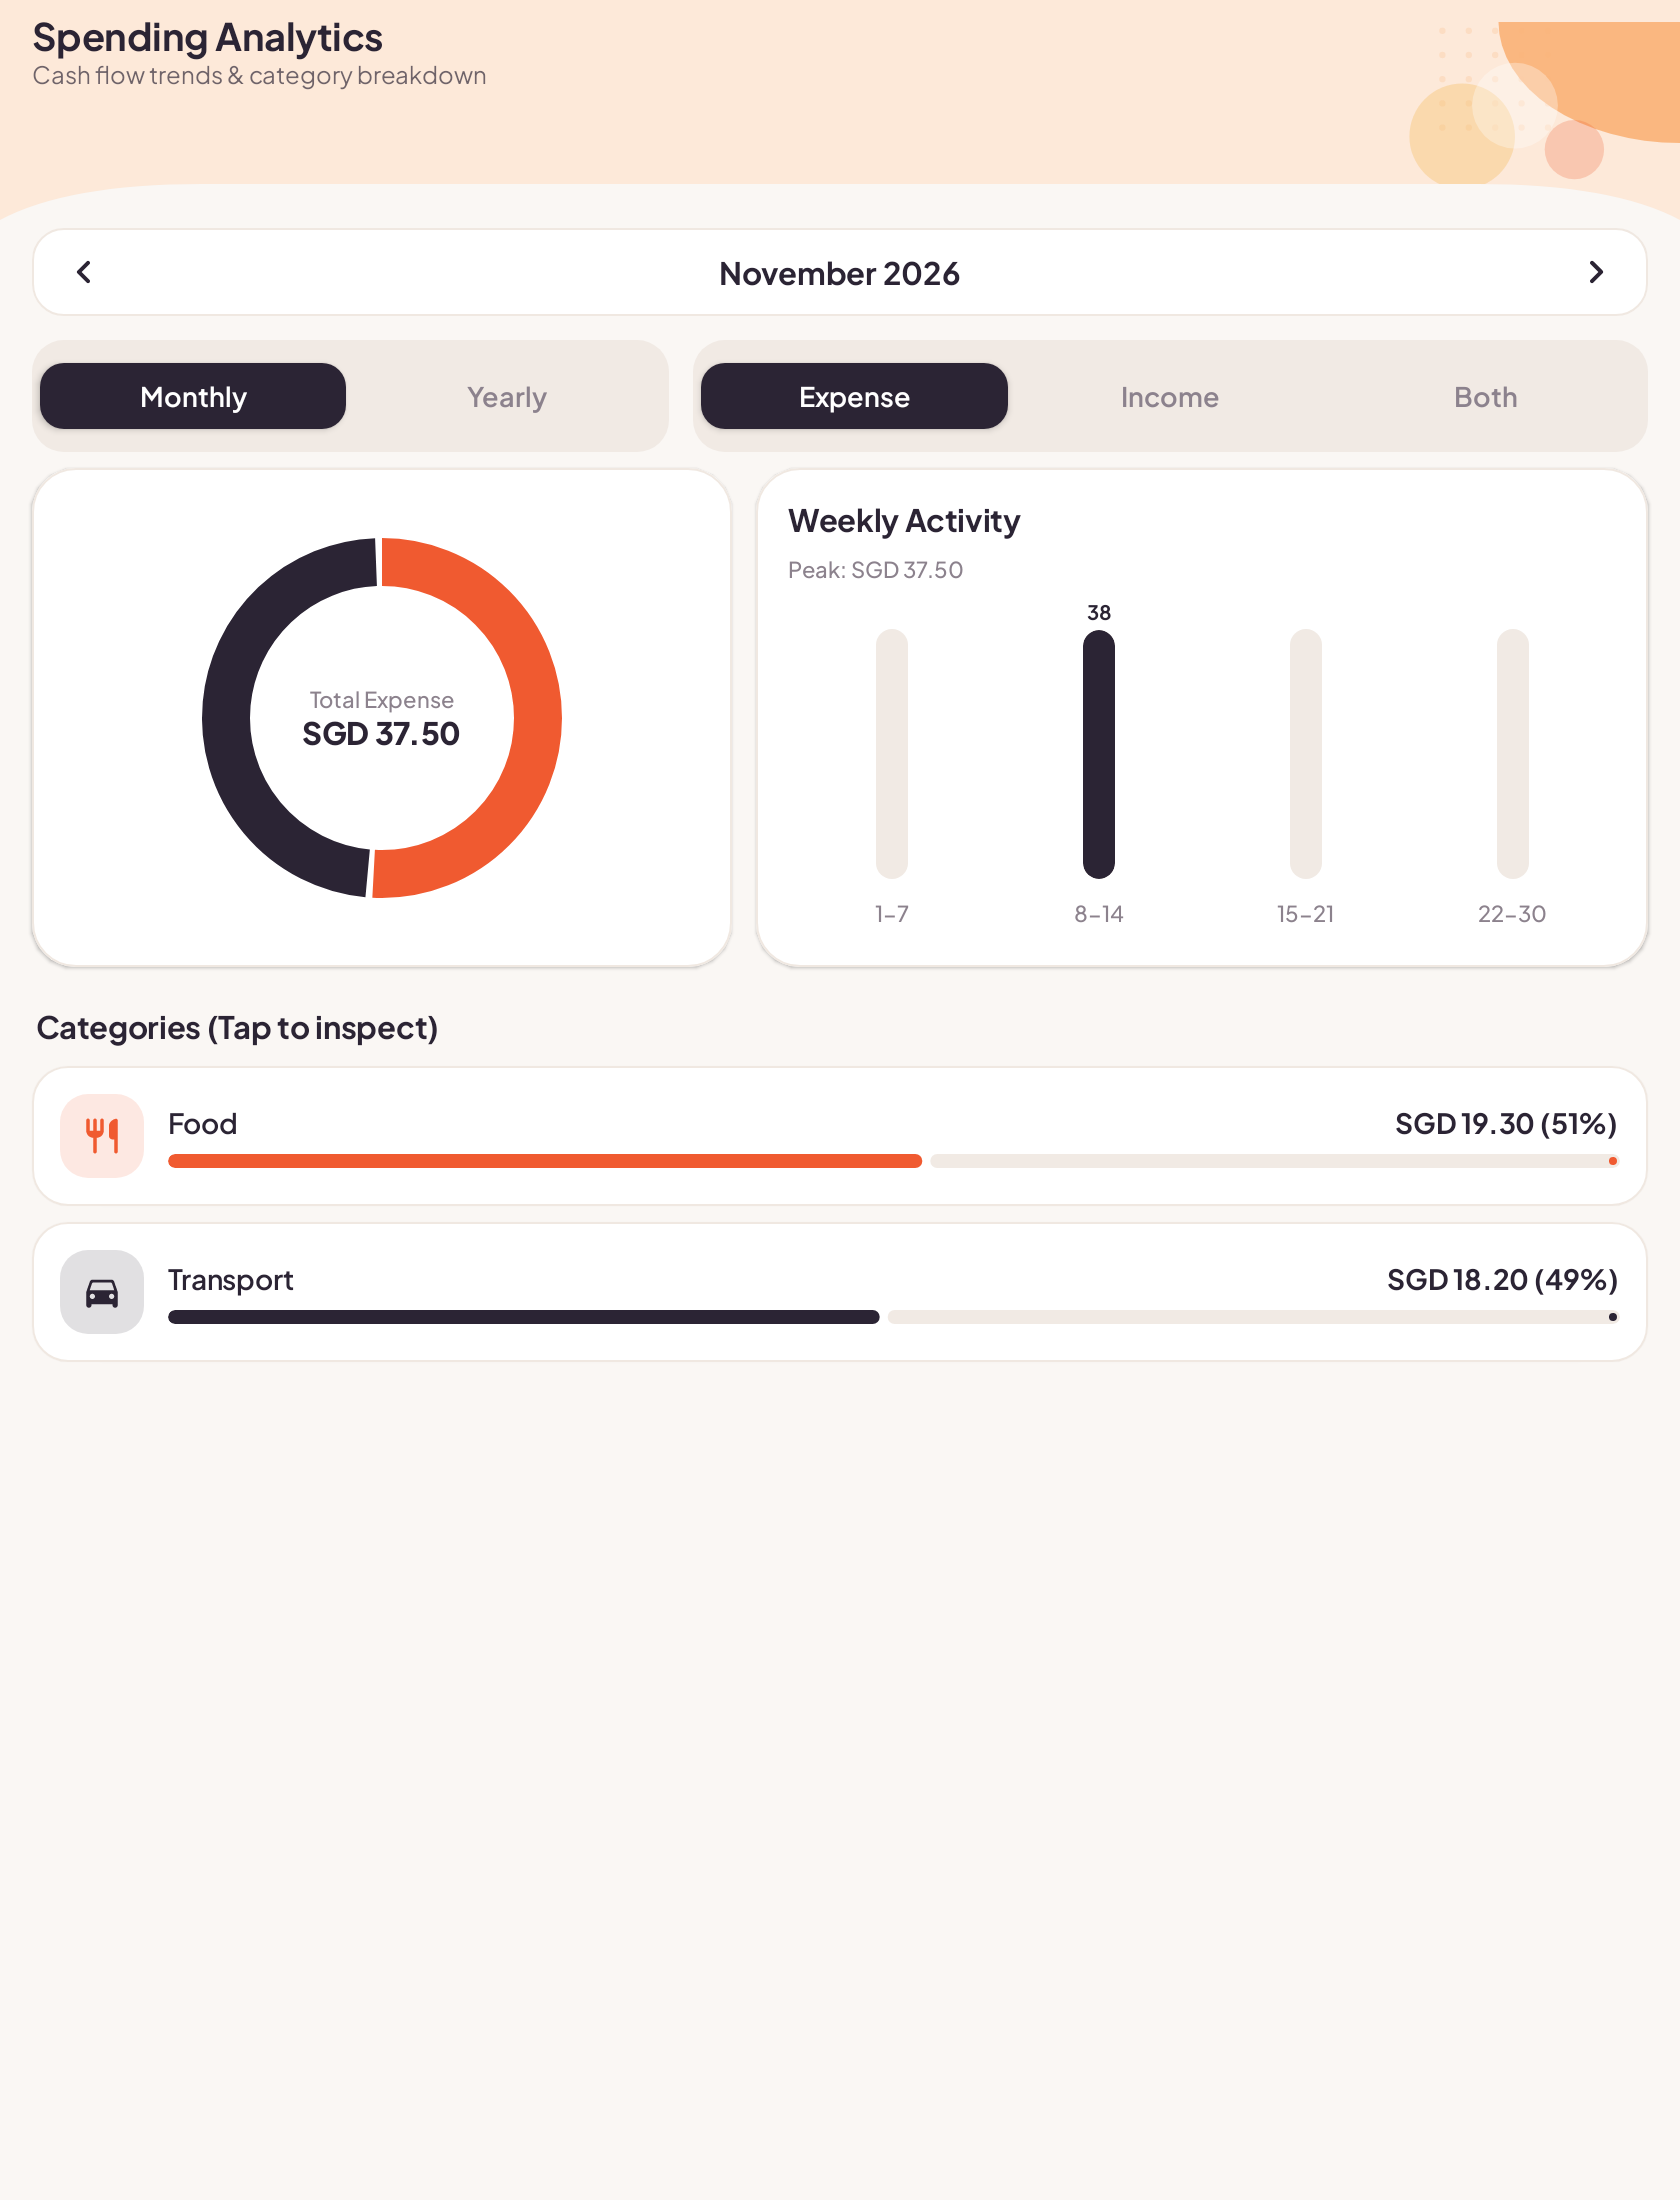 Spending Analytics
Cash flow trends & category breakdown
November 2026
Monthly
Yearly
Expense
Income
Both
Total Expense
SGD 37.50
Weekly Activity
Peak: SGD 37.50
38
1–7
8–14
15–21
22–30
Categories (Tap to inspect)
Food
SGD 19.30 (51%)
Transport
SGD 18.20 (49%)